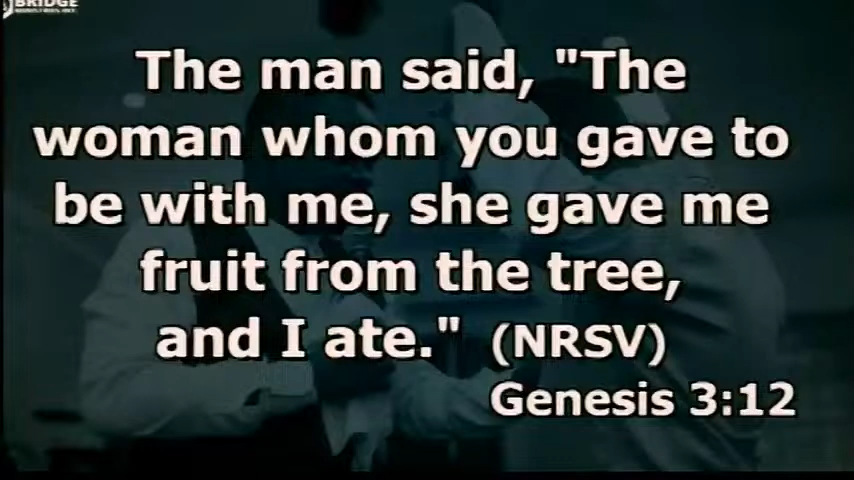 BRIDGE
The man said, "The
woman whom you gave to
be with me, she gave me
fruit from the tree,
and I ate." (NRSV)
Genesis 3:12